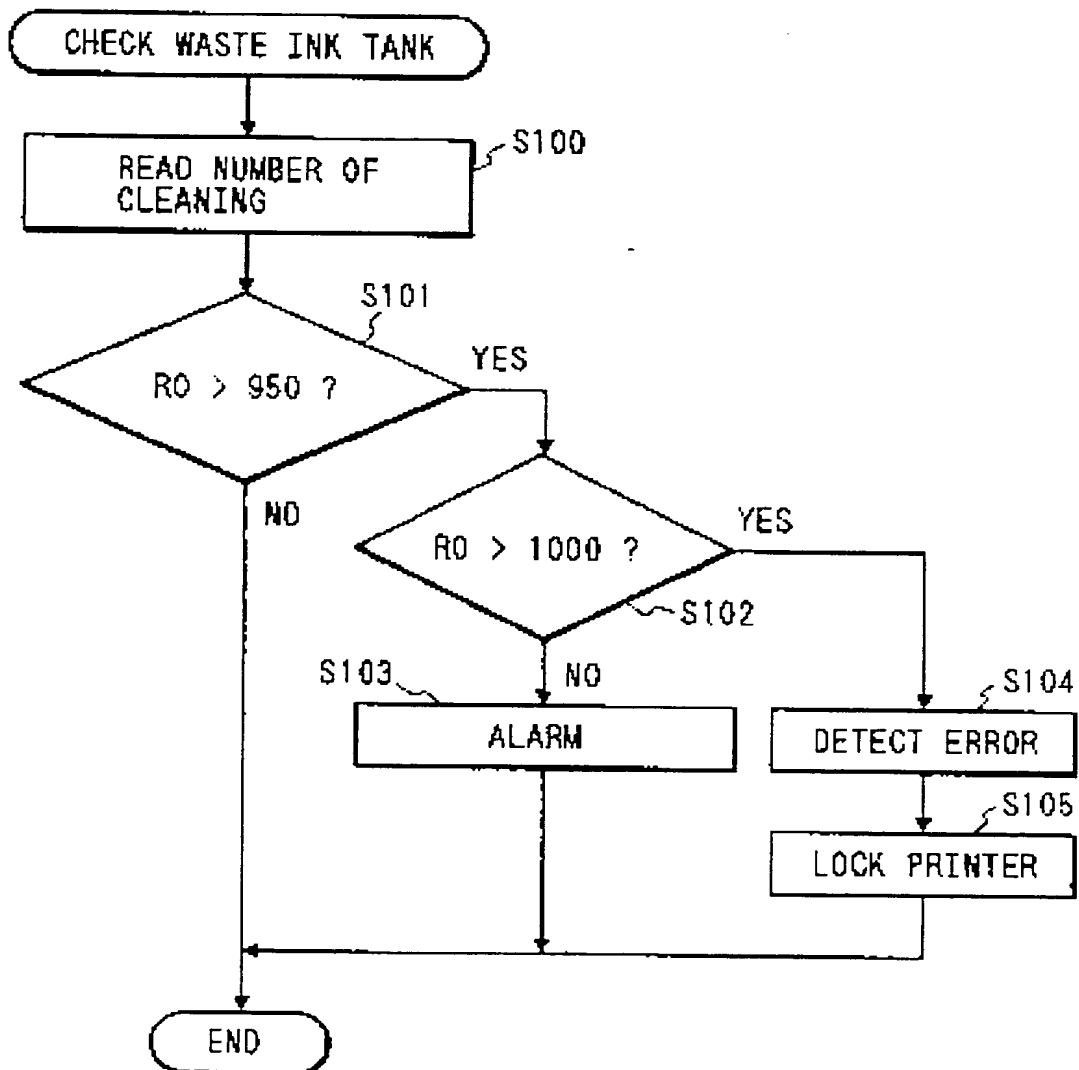 CHECK WASTE INK TANK
S100
READ NUMBER OF
CLEANING
S101
R0 > 950 ?
YES
NO
R0 > 1000 ?
YES
S102
NO
S103
ALARM
S104
DETECT ERROR
S105
LOCK PRINTER
END